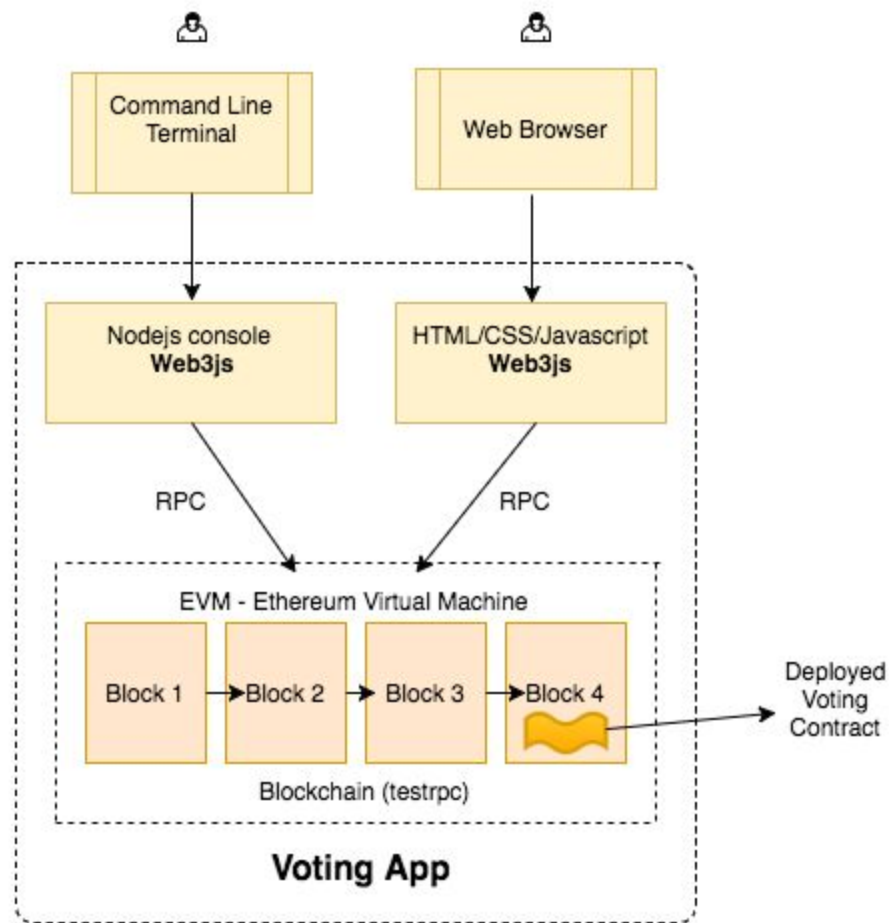 Command Line
Terminal
Web Browser
Nodejs console
Web3js
HTML/CSS/Javascript
Web3js
RPC
RPC
EVM - Ethereum Virtual Machine
Block 1
Block 2
Block 3
Block 4
Deployed
Voting
Contract
Blockchain (testrpc)
Voting App